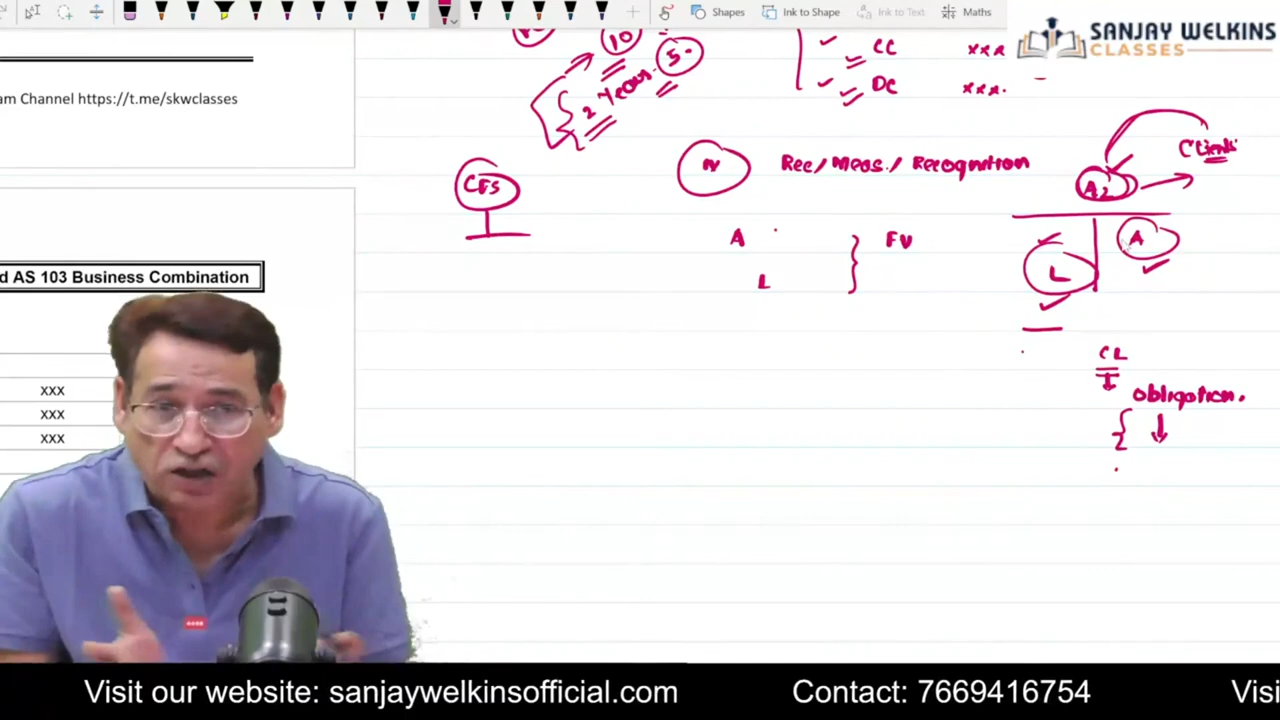 Shapes
Ink to Shape
Ink to Text
Maths
SANJAY WELKINS
CLASSES
10
5
2 Years.
CC xxx
DC xxx.
am Channel https://t.me/skwclasses
CFS
IV Rec/Meas./Recognition
Client
A L
A FV
L
L A
CL
Obligation.
d AS 103 Business Combination
xxx
xxx
xxx
Visit our website: sanjaywelkinsofficial.com Contact: 7669416754 Visi